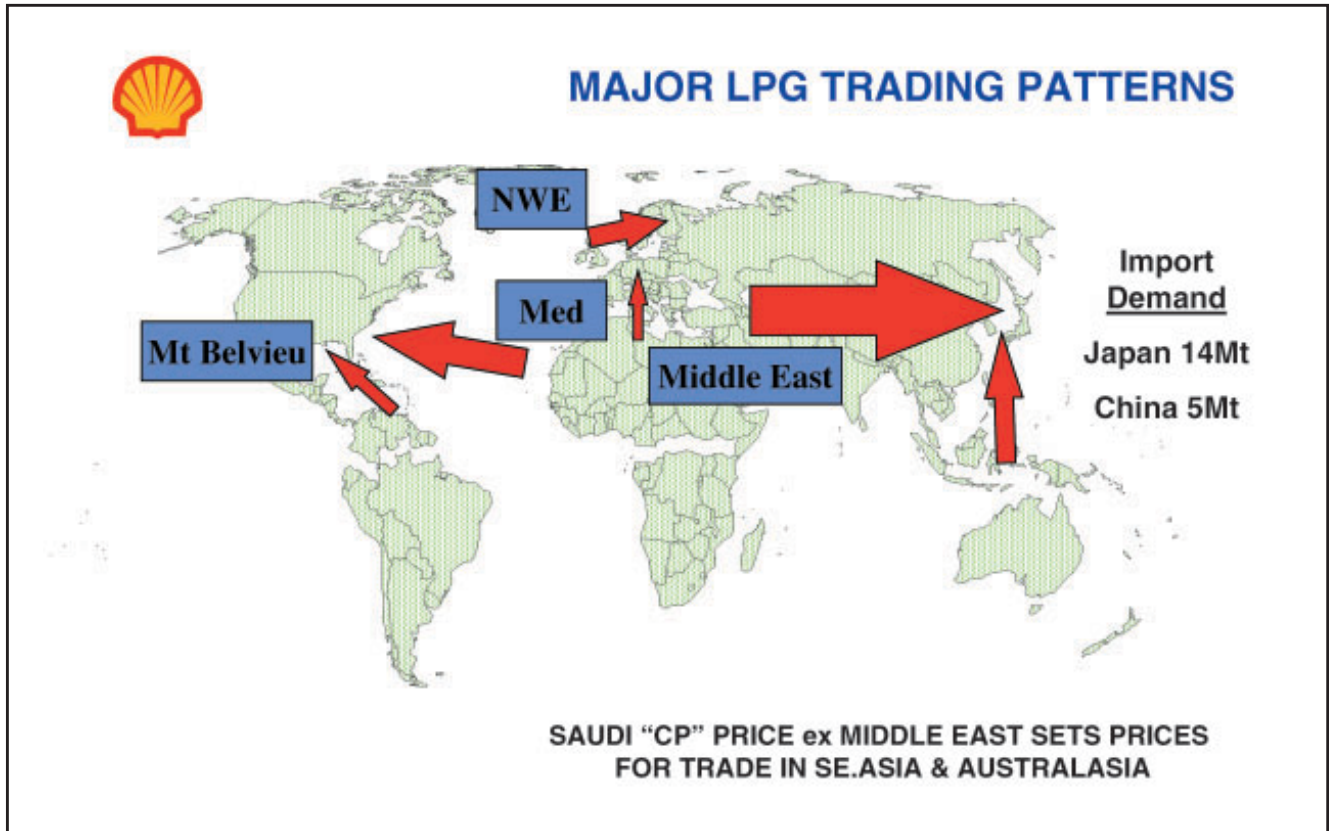 MAJOR LPG TRADING PATTERNS
NWE
Med
Mt Belvieu
Middle East
Import
Demand
Japan 14Mt
China 5Mt
SAUDI “CP” PRICE ex MIDDLE EAST SETS PRICES
FOR TRADE IN SE.ASIA & AUSTRALASIA